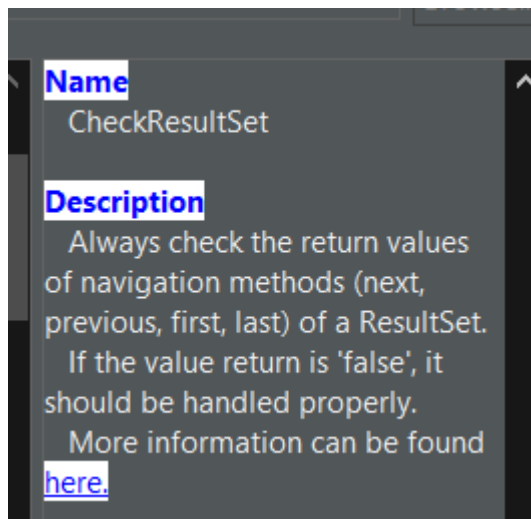 Name
CheckResultSet
Description
Always check the return values
of navigation methods (next,
previous, first, last) of a ResultSet.
If the value return is 'false', it
should be handled properly.
More information can be found
here.